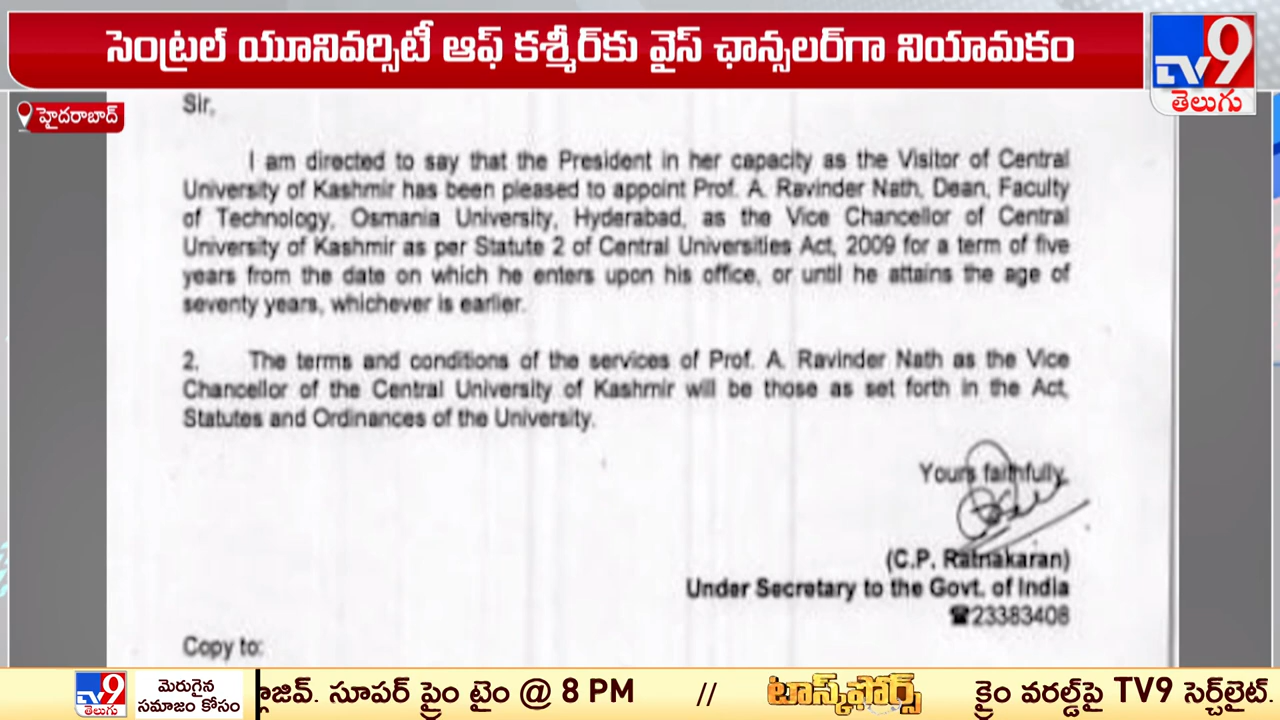 సెంట్రల్ యూనివర్సిటీ ఆఫ్ కశ్మీర్‌కు వైస్ ఛాన్సలర్‌గా నియామకం
TV9
తెలుగు
హైదరాబాద్
Sir,
I am directed to say that the President in her capacity as the Visitor of Central
University of Kashmir has been pleased to appoint Prof. A. Ravinder Nath, Dean, Faculty
of Technology, Osmania University, Hyderabad, as the Vice Chancellor of Central
University of Kashmir as per Statute 2 of Central Universities Act, 2009 for a term of five
years from the date on which he enters upon his office, or until he attains the age of
seventy years, whichever is earlier.
2. The terms and conditions of the services of Prof. A. Ravinder Nath as the Vice
Chancellor of the Central University of Kashmir will be those as set forth in the Act,
Statutes and Ordinances of the University.
Yours faithfully,
(C.P. Ratnakaran)
Under Secretary to the Govt. of India
☎23383408
Copy to:
TV9
తెలుగు
మెరుగైన
సమాజం కోసం
సూపర్ ప్రైం టైం @ 8 PM // టాస్క్‌ఫోర్స్ క్రైం వరల్డ్‌పై TV9 సెర్చ్‌లైట్.